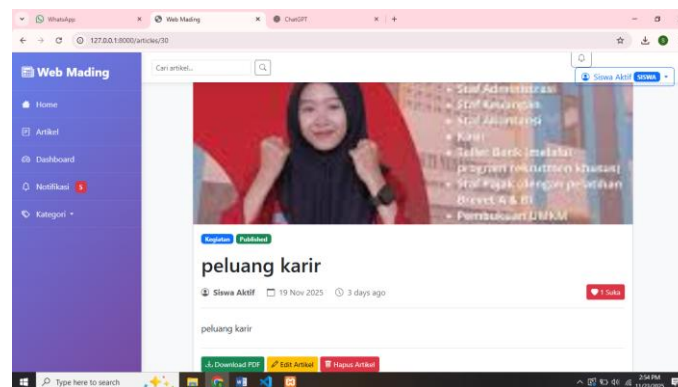 WhatsApp
Web Mading
ChatGPT
127.0.0.1:8000/articles/30
Web Mading
Cari artikel...
Siswa Aktif SISWA
Home
Artikel
Dashboard
Notifikasi 5
Kategori
• Staf Administrasi
• Staf Keuangan
• Staf Akuntansi
• Kasir
• Teller Bank (melalui
program rekrutmen khusus)
• Staf Pajak (dengan pelatihan
Brevet A & B)
• Pembukuan UMKM
Kegiatan Published
peluang karir
Siswa Aktif 19 Nov 2025 3 days ago
1 Suka
peluang karir
Download PDF Edit Artikel Hapus Artikel
Type here to search
2:54 PM
11/23/2025